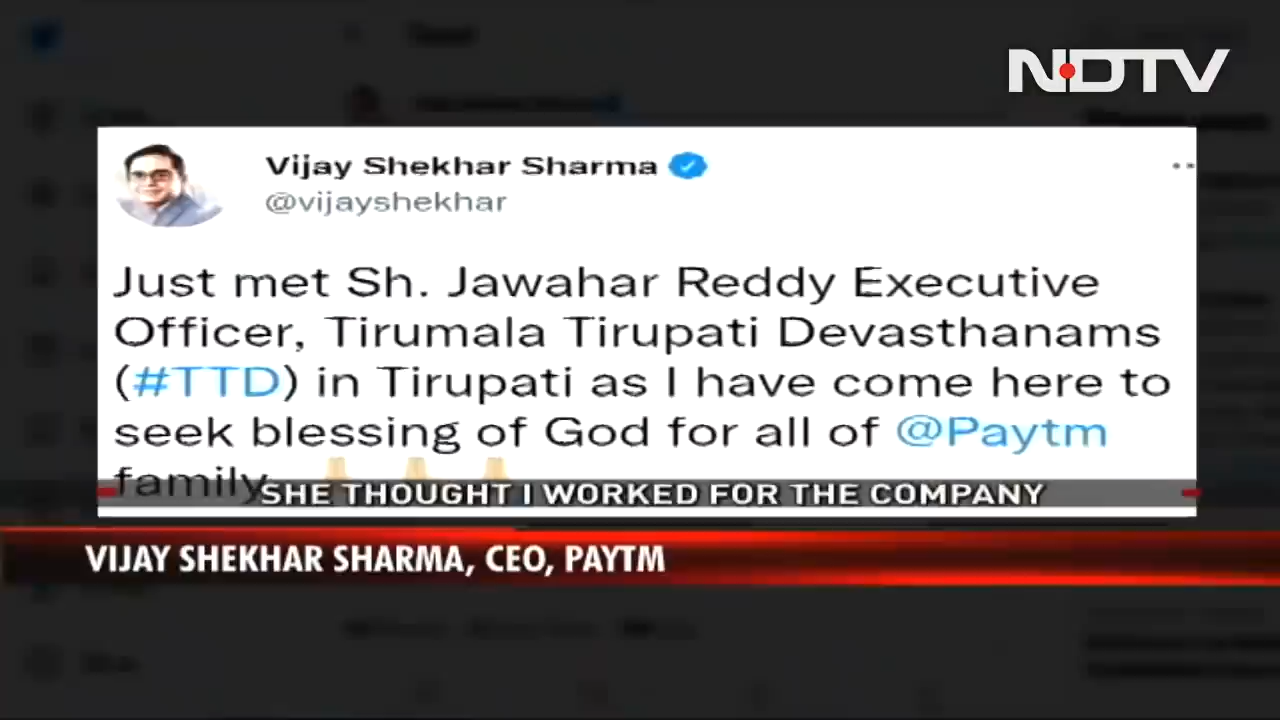 NDTV
Vijay Shekhar Sharma
@vijayshekhar
Just met Sh. Jawahar Reddy Executive
Officer, Tirumala Tirupati Devasthanams
(#TTD) in Tirupati as I have come here to
seek blessing of God for all of @Paytm
family
SHE THOUGHT I WORKED FOR THE COMPANY
VIJAY SHEKHAR SHARMA, CEO, PAYTM